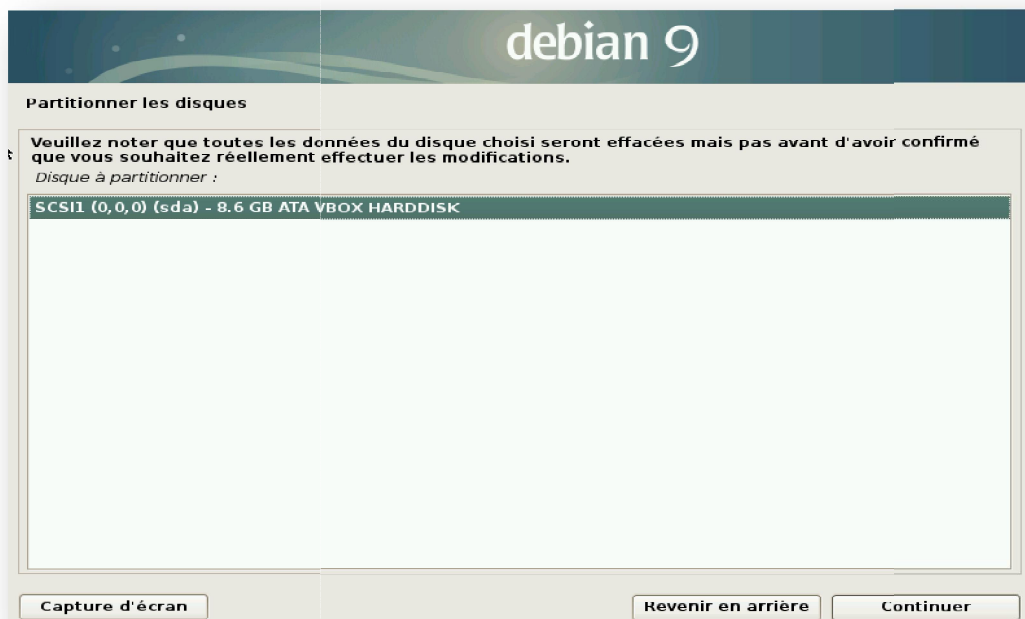 debian 9
Partitionner les disques
Veuillez noter que toutes les données du disque choisi seront effacées mais pas avant d'avoir confirmé
que vous souhaitez réellement effectuer les modifications.
Disque à partitionner :
SCSI1 (0,0,0) (sda) - 8.6 GB ATA VBOX HARDDISK
Capture d'écran
Revenir en arrière
Continuer